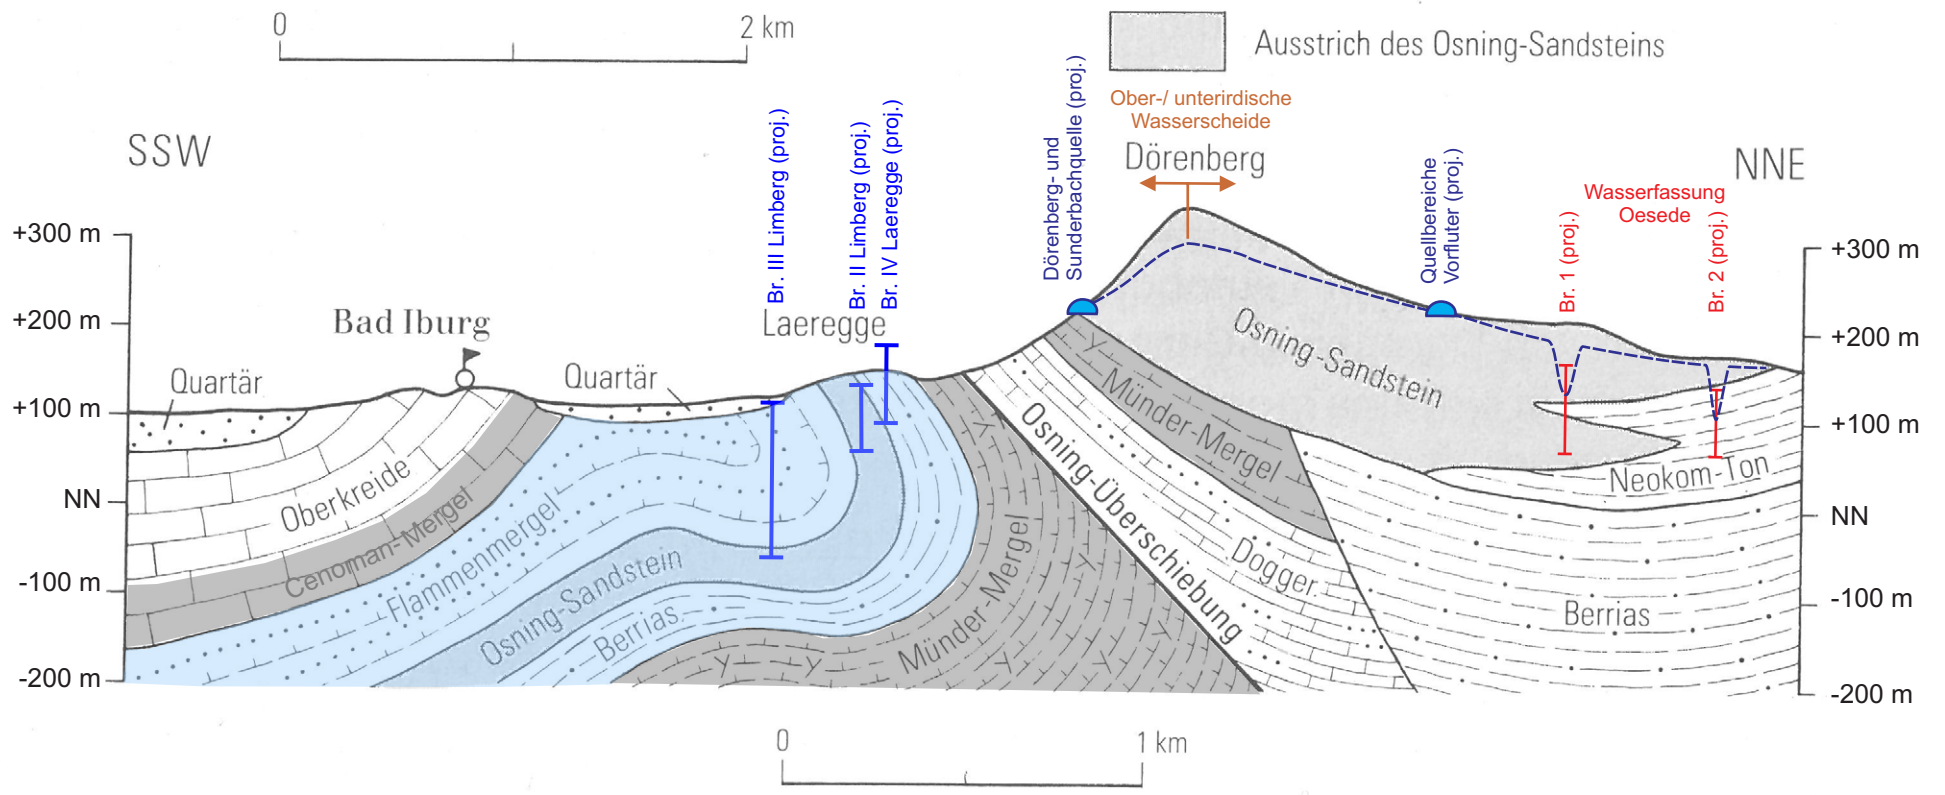 0
2 km
Ausstrich des Osning-Sandsteins
SSW
NNE
Br. III Limberg (proj.)
Br. II Limberg (proj.)
Br. IV Laeregge (proj.)
Dörenberg- und
Sunderbachquelle (proj.)
Ober-/ unterirdische
Wasserscheide
Dörenberg
Quellbereiche
Vorfluter (proj.)
Wasserfassung
Oesede
Br. 1 (proj.)
Br. 2 (proj.)
+300 m
+200 m
+100 m
NN
-100 m
-200 m
+300 m
+200 m
+100 m
NN
-100 m
-200 m
Bad Iburg
Laeregge
Quartär
Quartär
Oberkreide
Cenoman-Mergel
Flammenmergel
Osning-Sandstein
Berrias
Münder-Mergel
Osning-Überschiebung
Münder-Mergel
Osning-Sandstein
Dogger
Neokom-Ton
Berrias
0
1 km